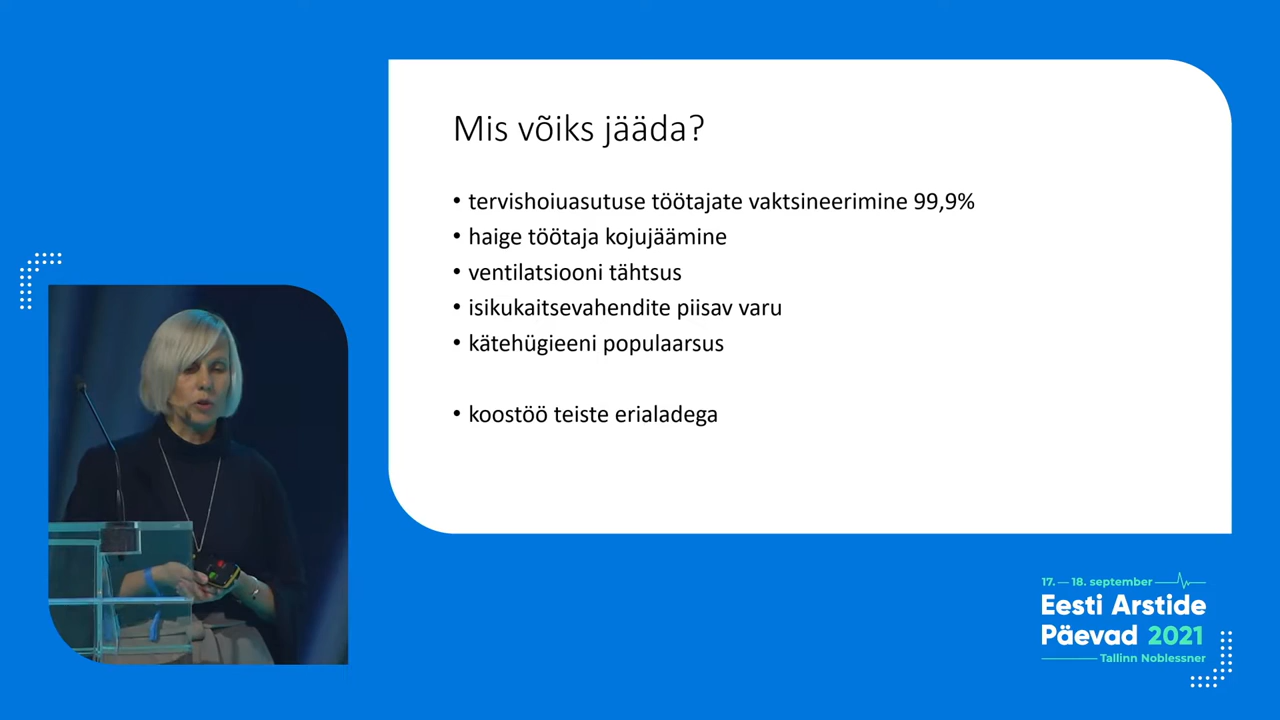 Mis võiks jääda?
• tervishoiuasutuse töötajate vaktsineerimine 99,9%
• haige töötaja kojujäämine
• ventilatsiooni tähtsus
• isikukaitsevahendite piisav varu
• kätehügieeni populaarsus
• koostöö teiste erialadega
17. — 18. september
Eesti Arstide
Päevad 2021
Tallinn Noblessner